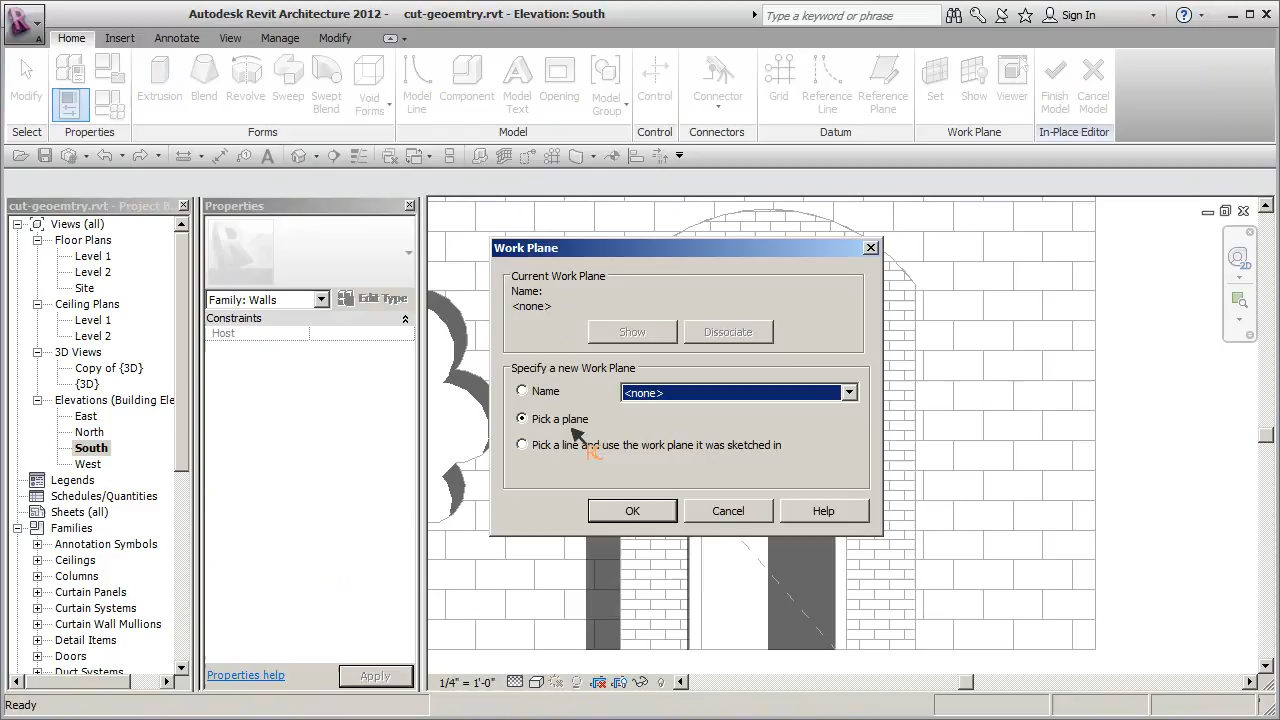 Autodesk Revit Architecture 2012 - cut-geoemtry.rvt - Elevation: South
Type a keyword or phrase
Sign In
Home Insert Annotate View Manage Modify
Modify
Extrusion Blend Revolve Sweep Swept Blend Void Forms
Model Line Component Model Text Opening Model Group
Control Connector Grid Reference Line Reference Plane
Set Show Viewer Finish Model Cancel Model
Select Properties Forms Model Control Connectors Datum Work Plane In-Place Editor
cut-geoemtry.rvt - Project B
Views (all)
Floor Plans
Level 1
Level 2
Site
Ceiling Plans
Level 1
Level 2
3D Views
Copy of {3D}
{3D}
Elevations (Building Ele
East
North
South
West
Legends
Schedules/Quantities
Sheets (all)
Families
Annotation Symbols
Ceilings
Columns
Curtain Panels
Curtain Systems
Curtain Wall Mullions
Detail Items
Doors
Duct Systems
Properties
Family: Walls
Edit Type
Constraints
Host
Properties help
Apply
Work Plane
Current Work Plane
Name:
<none>
Show
Dissociate
Specify a new Work Plane
Name
<none>
Pick a plane
Pick a line and use the work plane it was sketched in
RC
OK
Cancel
Help
2D
1/4" = 1'-0"
Ready